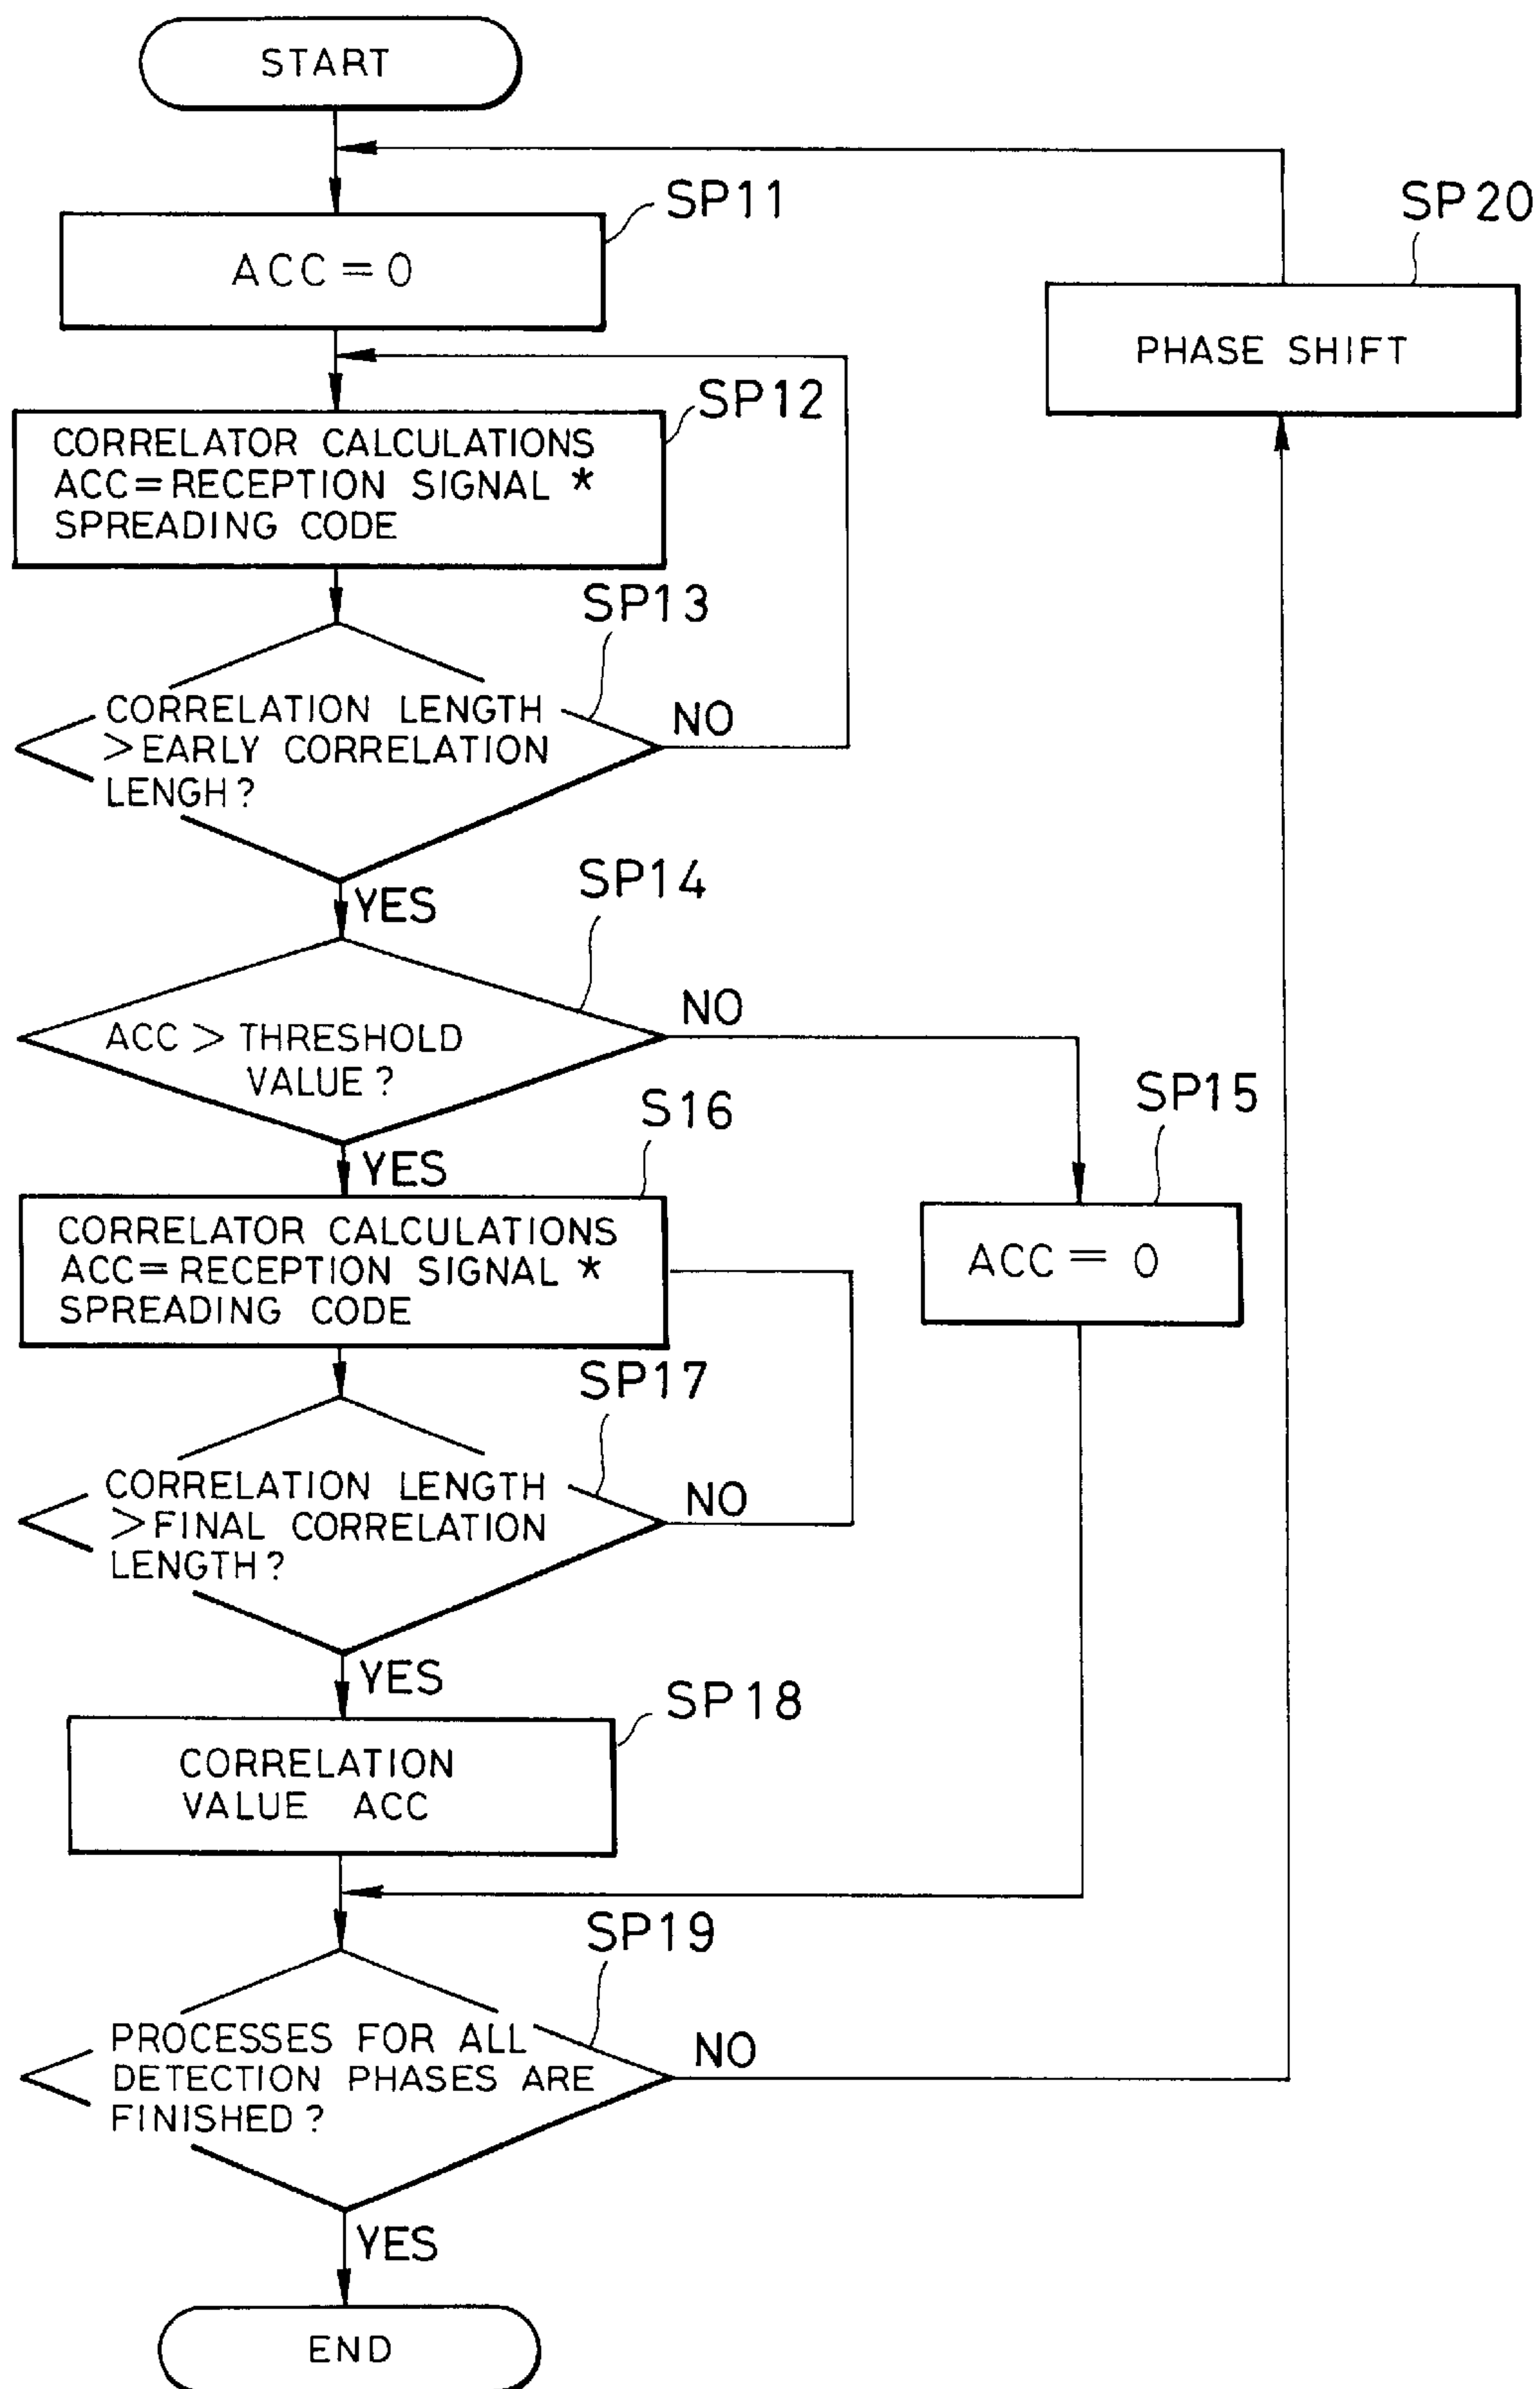 START
SP11
SP20
ACC = 0
PHASE SHIFT
SP12
CORRELATOR CALCULATIONS
ACC=RECEPTION SIGNAL *
SPREADING CODE
SP13
CORRELATION LENGTH
>EARLY CORRELATION
LENGH?
NO
YES
SP14
ACC > THRESHOLD
VALUE?
NO
YES
S16
SP15
CORRELATOR CALCULATIONS
ACC=RECEPTION SIGNAL *
SPREADING CODE
ACC = 0
SP17
CORRELATION LENGTH
>FINAL CORRELATION
LENGTH?
NO
YES
SP18
CORRELATION
VALUE ACC
SP19
PROCESSES FOR ALL
DETECTION PHASES ARE
FINISHED?
NO
YES
END